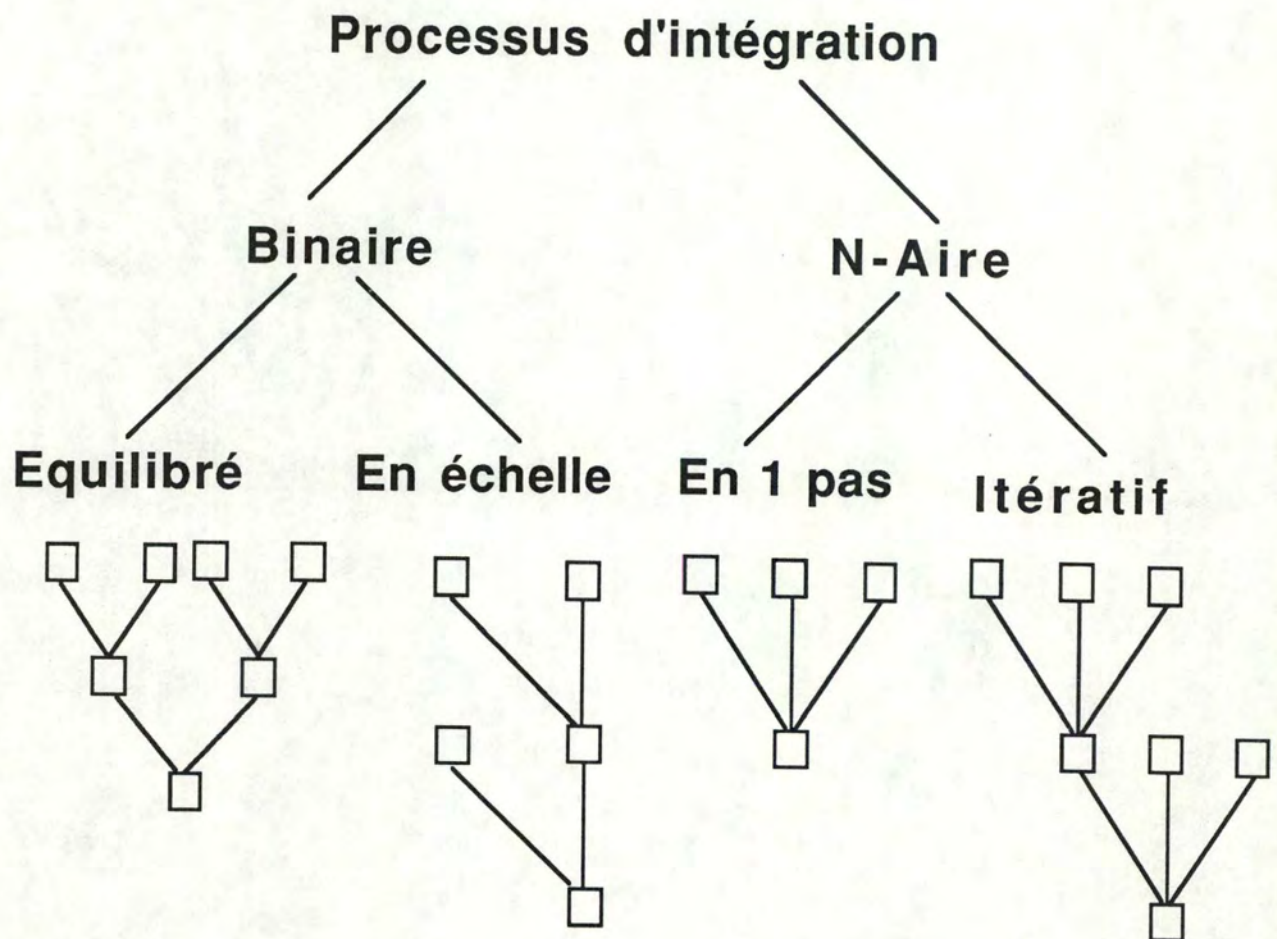 Processus d'intégration
Binaire
N-Aire
Equilibré
En échelle
En 1 pas
Itératif